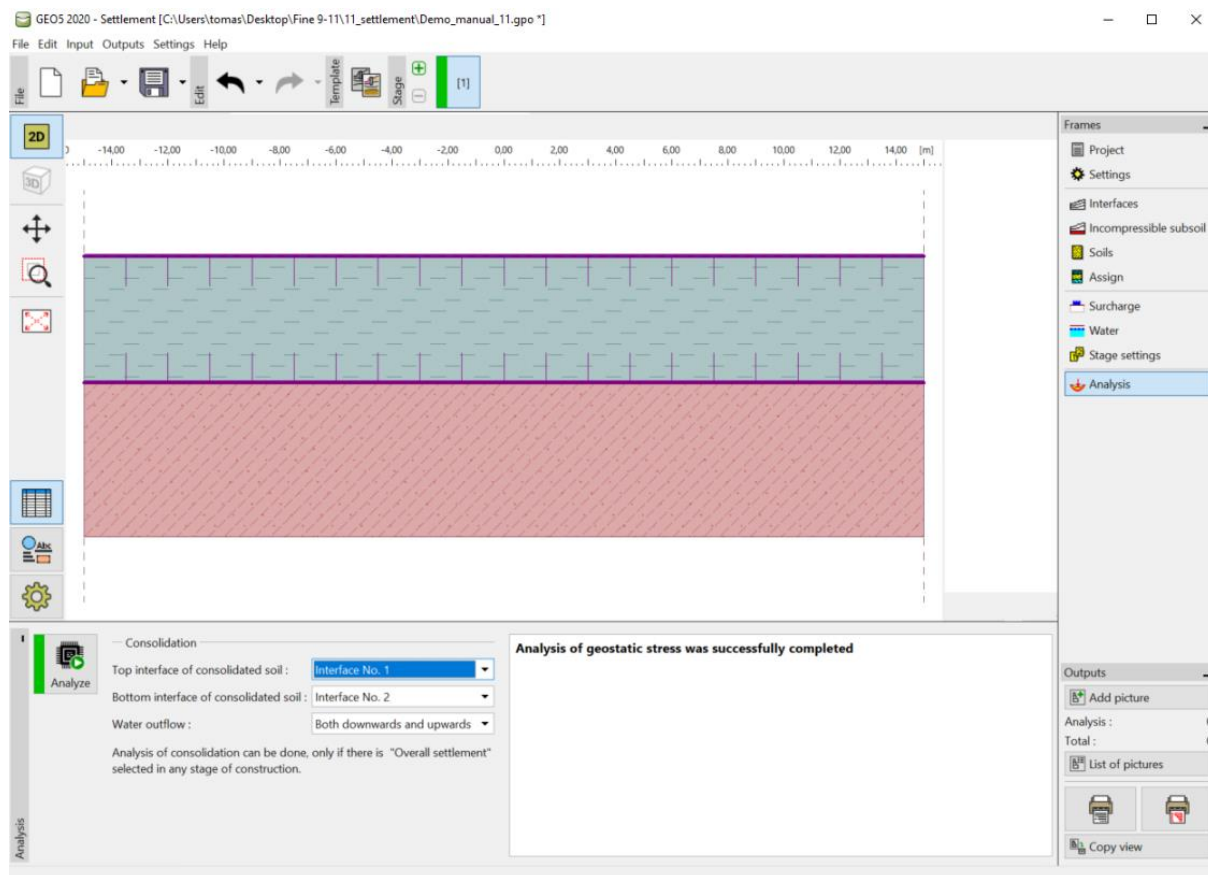 GEO5 2020 - Settlement [C:\Users\tomas\Desktop\Fine 9-11\11_settlement\Demo_manual_11.gpo *]
File Edit Input Outputs Settings Help
File
Edit
Template
Stage
[1]
2D
3D
-14,00 -12,00 -10,00 -8,00 -6,00 -4,00 -2,00 0,00 2,00 4,00 6,00 8,00 10,00 12,00 14,00 [m]
Abc
Frames
Project
Settings
Interfaces
Incompressible subsoil
Soils
Assign
Surcharge
Water
Stage settings
Analysis
Analyze
Consolidation
Top interface of consolidated soil : Interface No. 1
Bottom interface of consolidated soil : Interface No. 2
Water outflow : Both downwards and upwards
Analysis of consolidation can be done, only if there is "Overall settlement"
selected in any stage of construction.
Analysis of geostatic stress was successfully completed
Analysis
Outputs
Add picture
Analysis :
Total :
List of pictures
Copy view